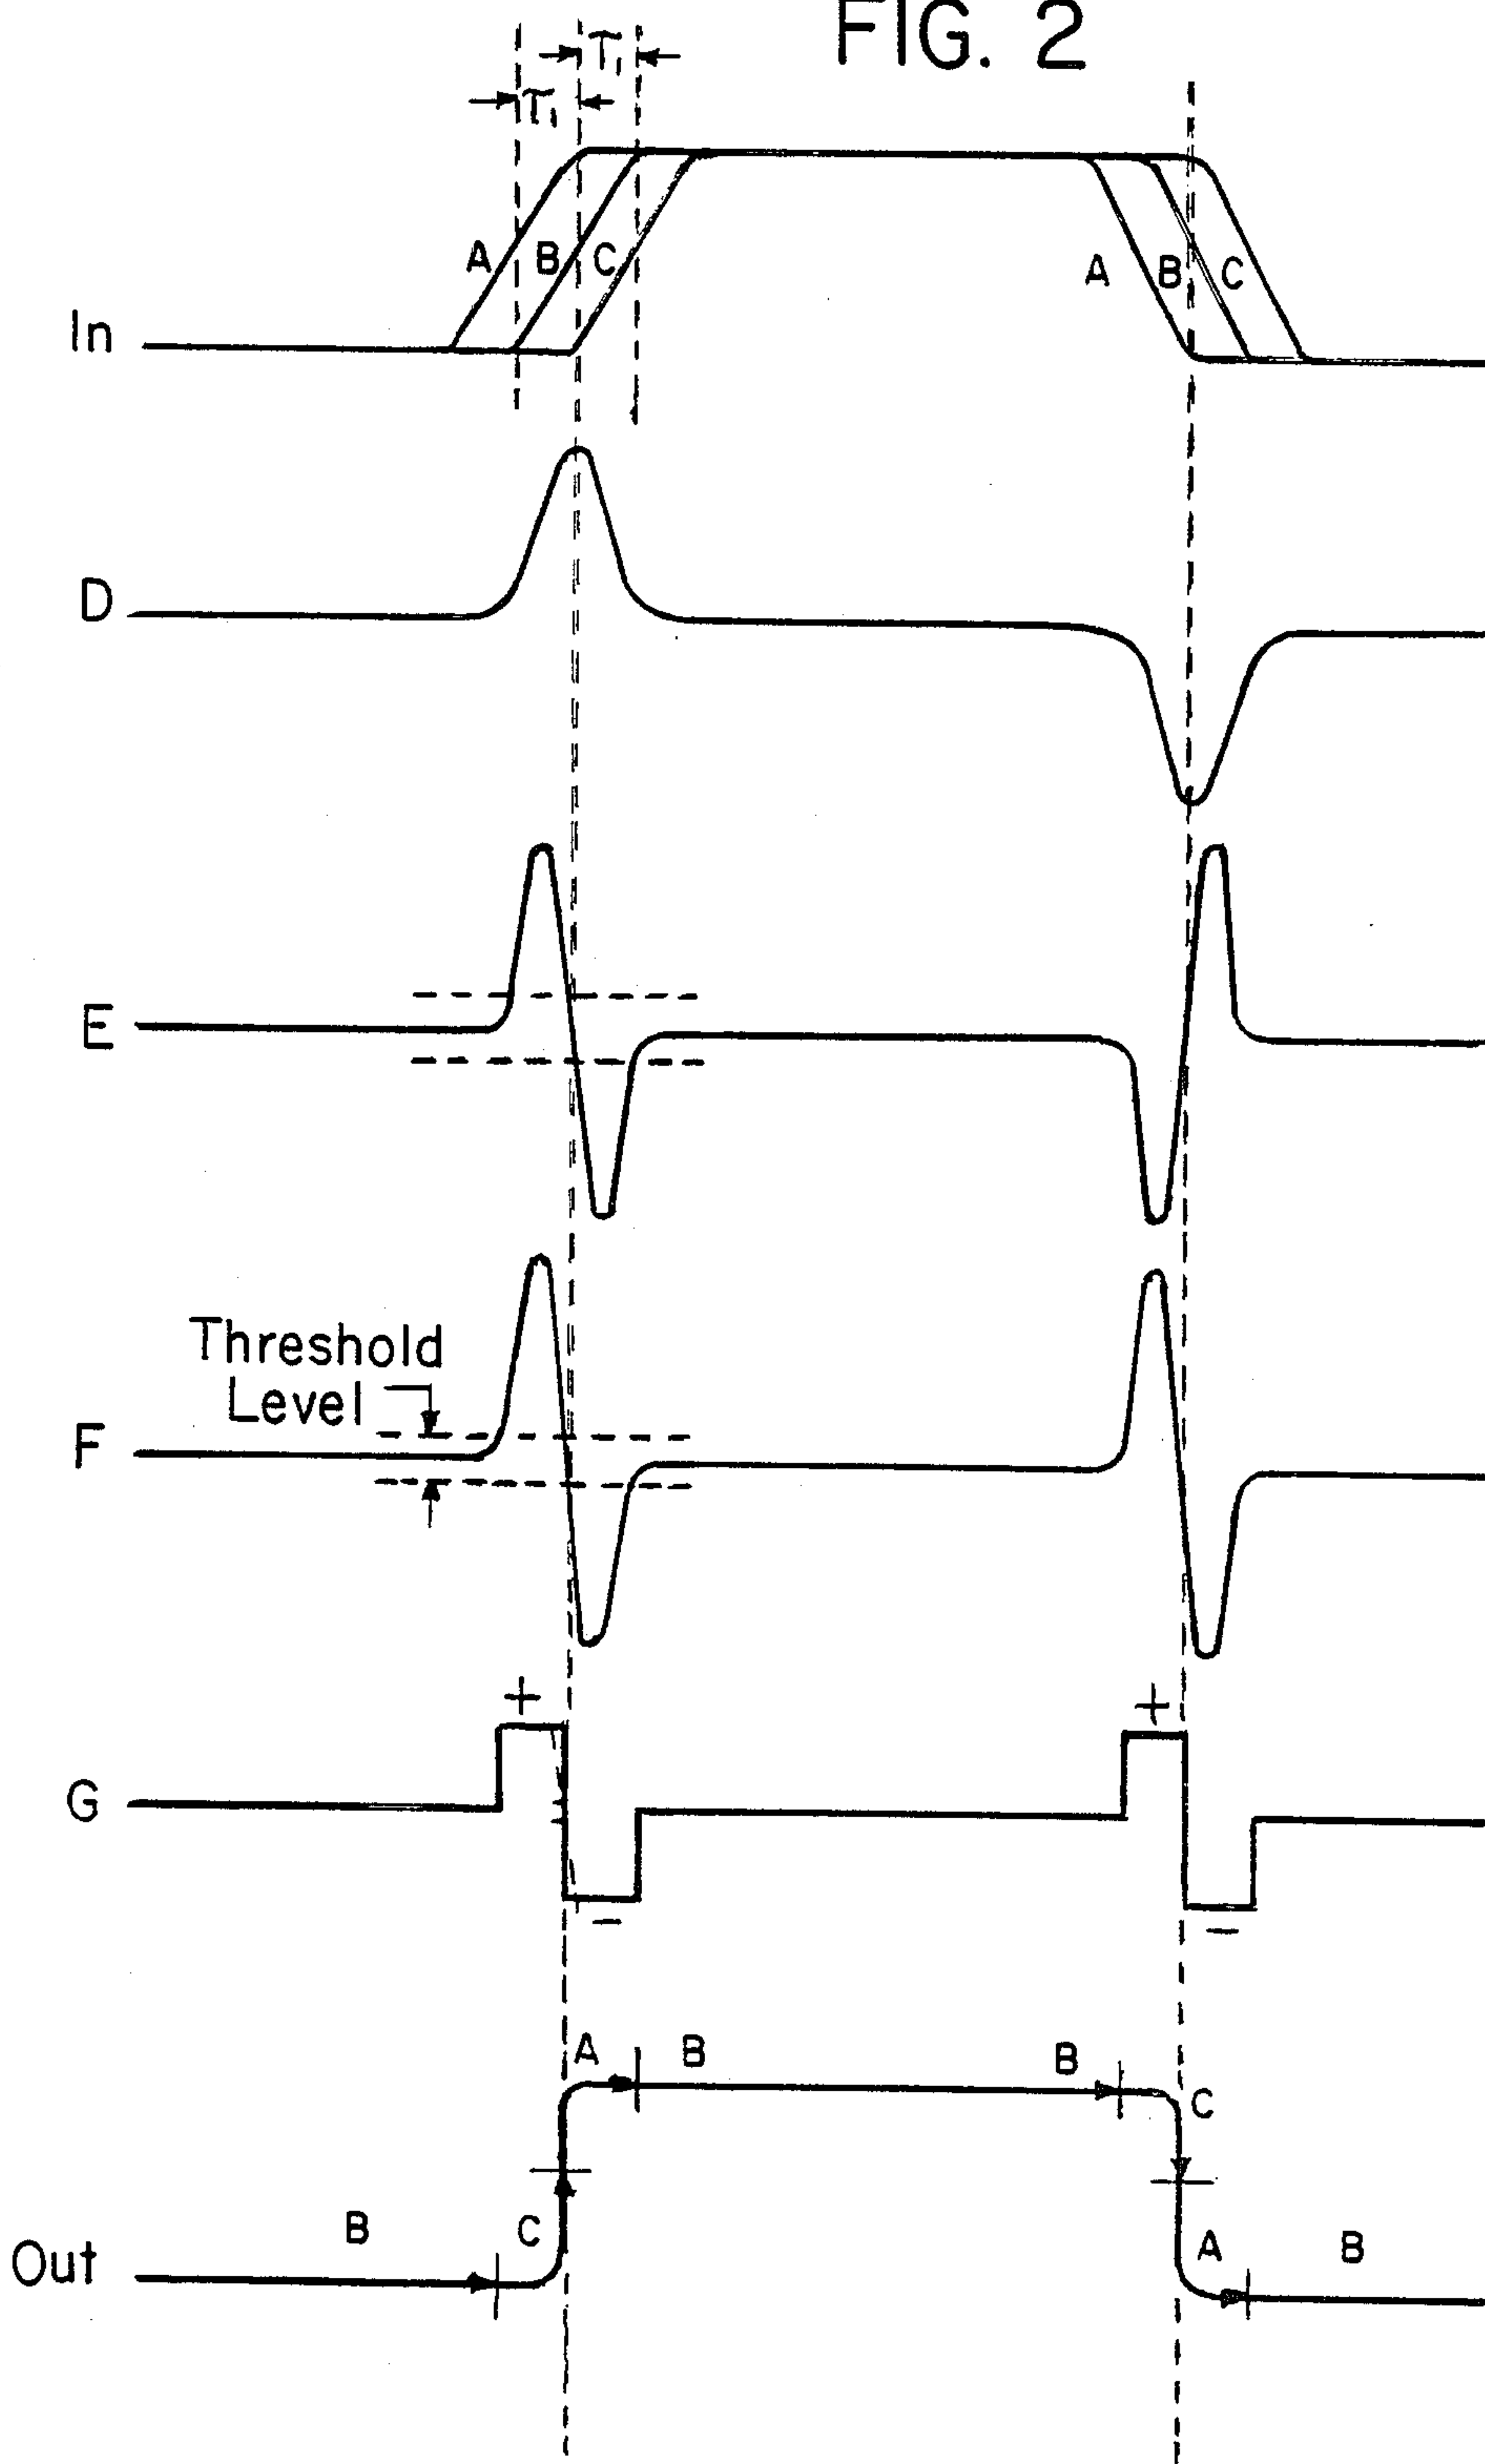 FIG. 2
T₁
T₁
A B C
A B C
In
D
E
Threshold
Level
F
+ +
G
− −
A B B C
B C A B
Out